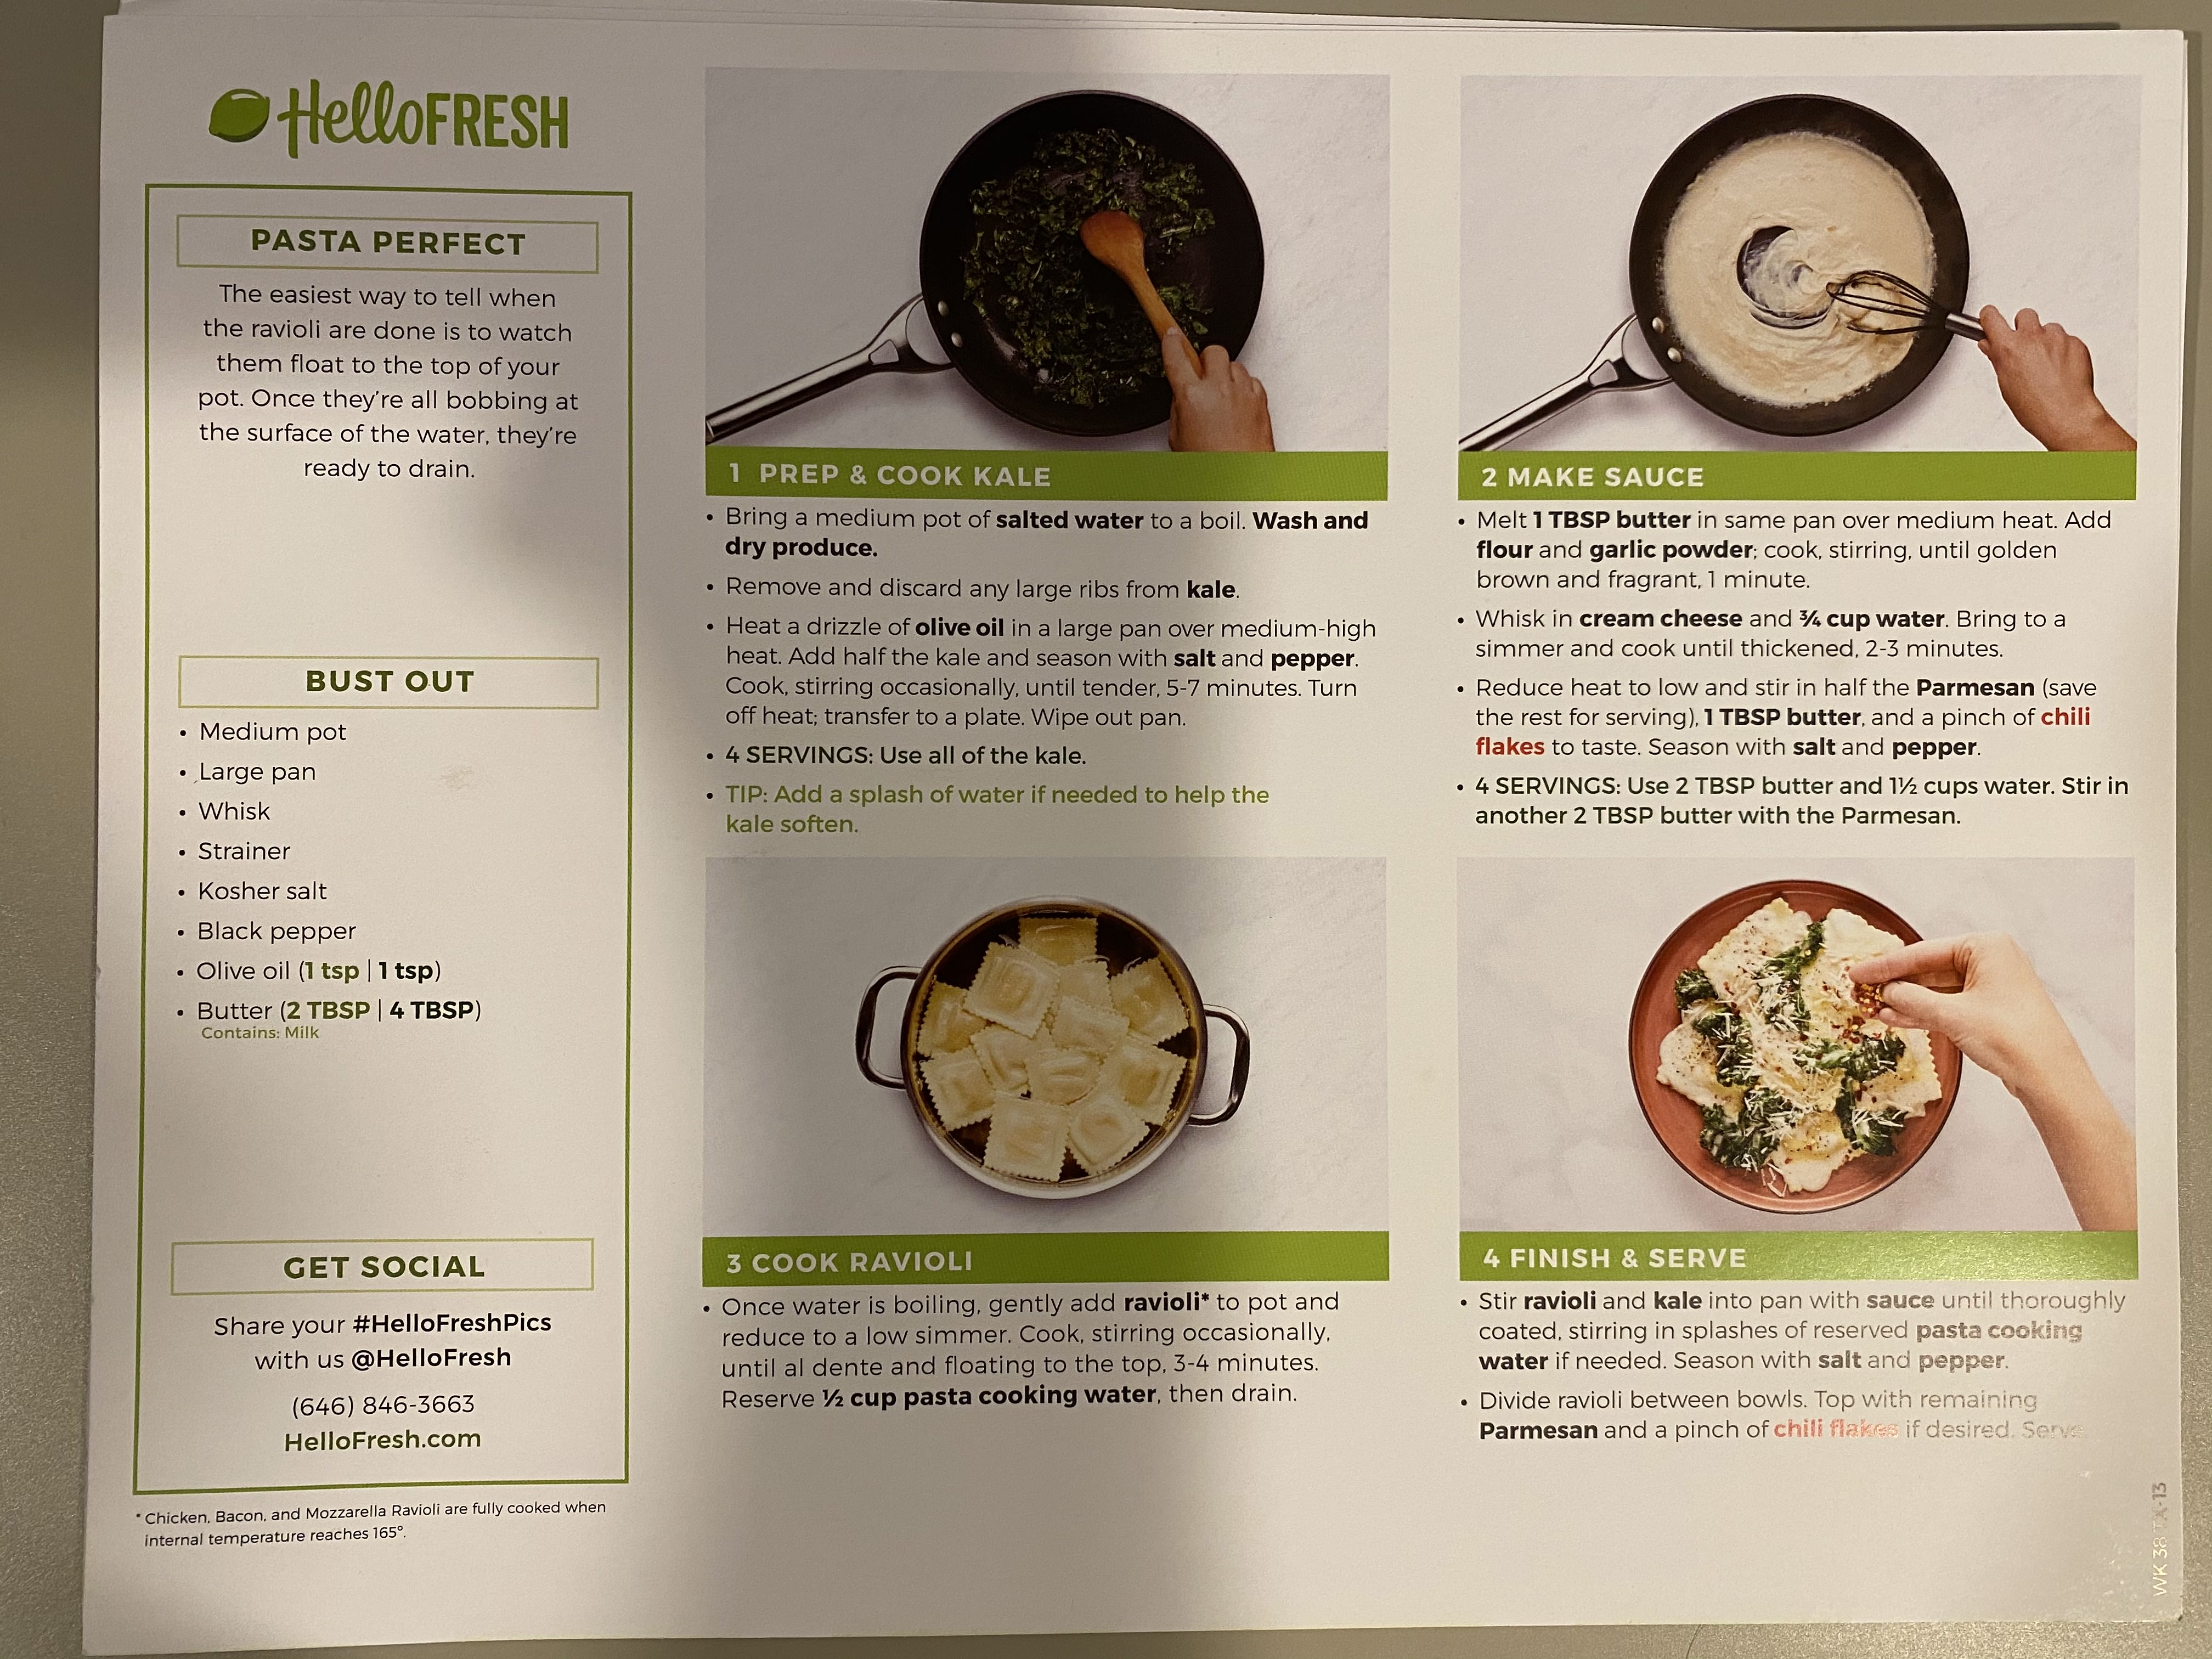 HelloFRESH
PASTA PERFECT
The easiest way to tell when
the ravioli are done is to watch
them float to the top of your
pot. Once they're all bobbing at
the surface of the water, they're
ready to drain.
BUST OUT
• Medium pot
• Large pan
• Whisk
• Strainer
• Kosher salt
• Black pepper
• Olive oil (1 tsp | 1 tsp)
• Butter (2 TBSP | 4 TBSP)
Contains: Milk
GET SOCIAL
Share your #HelloFreshPics
with us @HelloFresh
(646) 846-3663
HelloFresh.com
* Chicken, Bacon, and Mozzarella Ravioli are fully cooked when
internal temperature reaches 165°.
1 PREP & COOK KALE
• Bring a medium pot of salted water to a boil. Wash and
dry produce.
• Remove and discard any large ribs from kale.
• Heat a drizzle of olive oil in a large pan over medium-high
heat. Add half the kale and season with salt and pepper.
Cook, stirring occasionally, until tender, 5-7 minutes. Turn
off heat; transfer to a plate. Wipe out pan.
• 4 SERVINGS: Use all of the kale.
• TIP: Add a splash of water if needed to help the
kale soften.
2 MAKE SAUCE
• Melt 1 TBSP butter in same pan over medium heat. Add
flour and garlic powder; cook, stirring, until golden
brown and fragrant, 1 minute.
• Whisk in cream cheese and ¾ cup water. Bring to a
simmer and cook until thickened, 2-3 minutes.
• Reduce heat to low and stir in half the Parmesan (save
the rest for serving), 1 TBSP butter, and a pinch of chili
flakes to taste. Season with salt and pepper.
• 4 SERVINGS: Use 2 TBSP butter and 1½ cups water. Stir in
another 2 TBSP butter with the Parmesan.
3 COOK RAVIOLI
• Once water is boiling, gently add ravioli* to pot and
reduce to a low simmer. Cook, stirring occasionally,
until al dente and floating to the top, 3-4 minutes.
Reserve ½ cup pasta cooking water, then drain.
4 FINISH & SERVE
• Stir ravioli and kale into pan with sauce until thoroughly
coated, stirring in splashes of reserved pasta cooking
water if needed. Season with salt and pepper.
• Divide ravioli between bowls. Top with remaining
Parmesan and a pinch of chili flakes if desired. Serve.
WK 38 TX-13